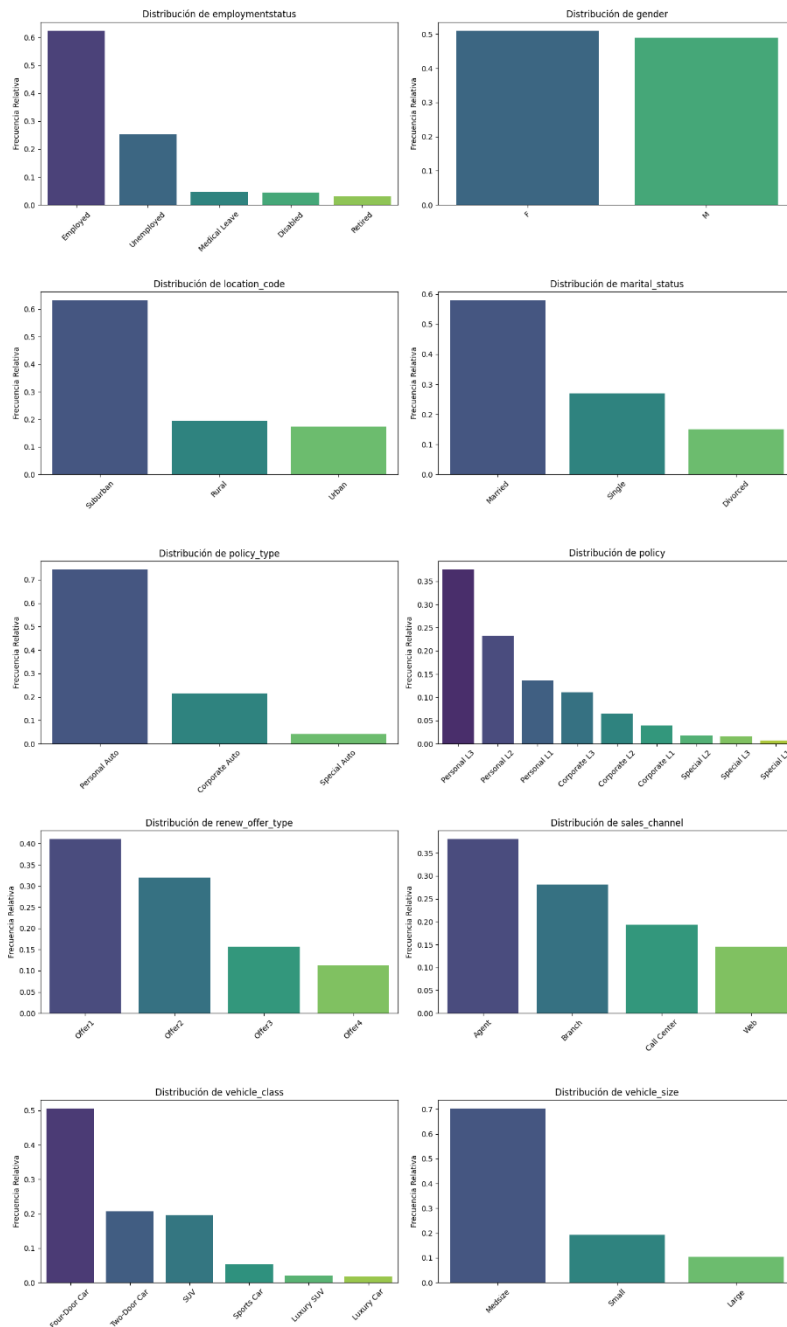 Distribución de employmentstatus
Frecuencia Relativa
0.6
0.5
0.4
0.3
0.2
0.1
0.0
Employed
Unemployed
Medical Leave
Disabled
Retired
Distribución de gender
Frecuencia Relativa
0.5
0.4
0.3
0.2
0.1
0.0
F
M
Distribución de location_code
Frecuencia Relativa
0.6
0.5
0.4
0.3
0.2
0.1
0.0
Suburban
Rural
Urban
Distribución de marital_status
Frecuencia Relativa
0.6
0.5
0.4
0.3
0.2
0.1
0.0
Married
Single
Divorced
Distribución de policy_type
Frecuencia Relativa
0.7
0.6
0.5
0.4
0.3
0.2
0.1
0.0
Personal Auto
Corporate Auto
Special Auto
Distribución de policy
Frecuencia Relativa
0.35
0.30
0.25
0.20
0.15
0.10
0.05
0.00
Personal L3
Personal L2
Personal L1
Corporate L3
Corporate L2
Corporate L1
Special L2
Special L3
Special L1
Distribución de renew_offer_type
Frecuencia Relativa
0.40
0.35
0.30
0.25
0.20
0.15
0.10
0.05
0.00
Offer1
Offer2
Offer3
Offer4
Distribución de sales_channel
Frecuencia Relativa
0.35
0.30
0.25
0.20
0.15
0.10
0.05
0.00
Agent
Branch
Call Center
Web
Distribución de vehicle_class
Frecuencia Relativa
0.5
0.4
0.3
0.2
0.1
0.0
Four-Door Car
Two-Door Car
SUV
Sports Car
Luxury SUV
Luxury Car
Distribución de vehicle_size
Frecuencia Relativa
0.7
0.6
0.5
0.4
0.3
0.2
0.1
0.0
Medsize
Small
Large